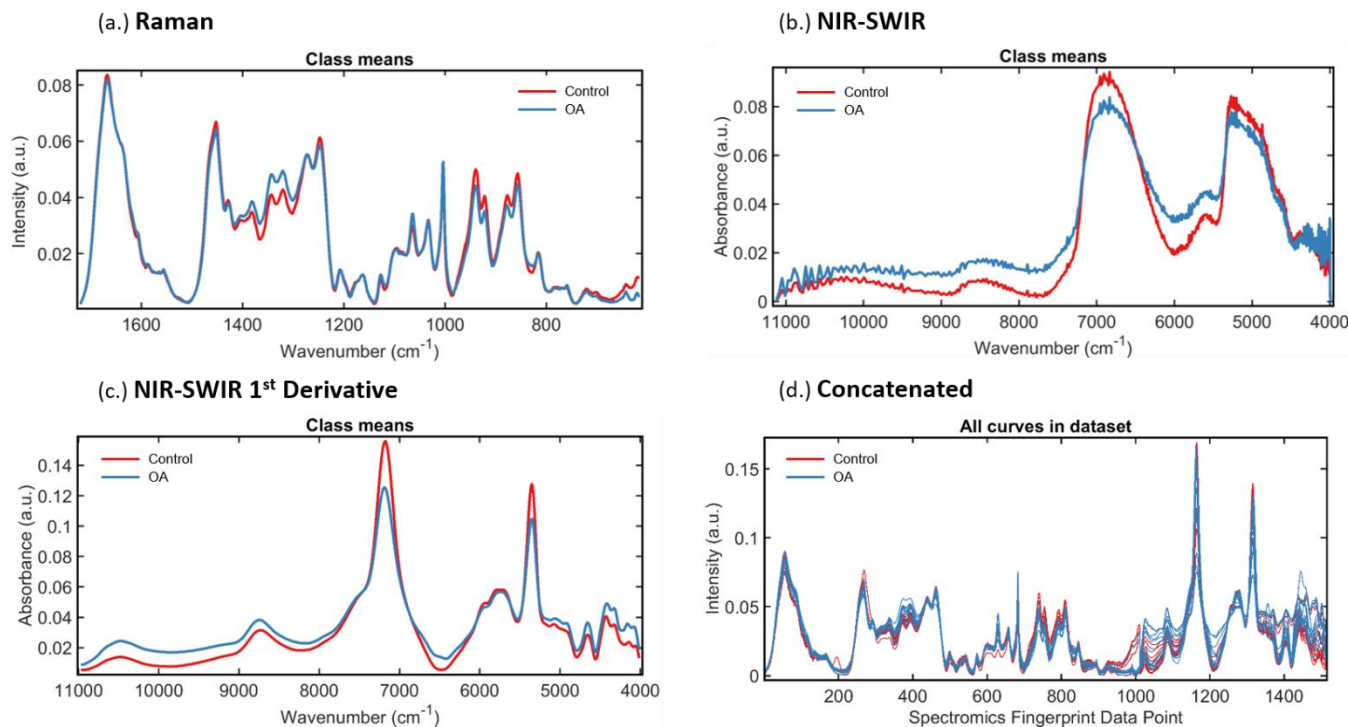 (a.) Raman
Class means
Control
OA
0.08
0.06
0.04
0.02
Intensity (a.u.)
1600 1400 1200 1000 800
Wavenumber (cm⁻¹)
(b.) NIR-SWIR
Class means
Control
OA
0.08
0.06
0.04
0.02
0
Absorbance (a.u.)
11000 10000 9000 8000 7000 6000 5000 4000
Wavenumber (cm⁻¹)
(c.) NIR-SWIR 1st Derivative
Class means
Control
OA
0.14
0.12
0.1
0.08
0.06
0.04
0.02
Absorbance (a.u.)
11000 10000 9000 8000 7000 6000 5000 4000
Wavenumber (cm⁻¹)
(d.) Concatenated
All curves in dataset
Control
OA
0.15
0.1
0.05
0
Intensity (a.u.)
200 400 600 800 1000 1200 1400
Spectromics Fingerprint Data Point